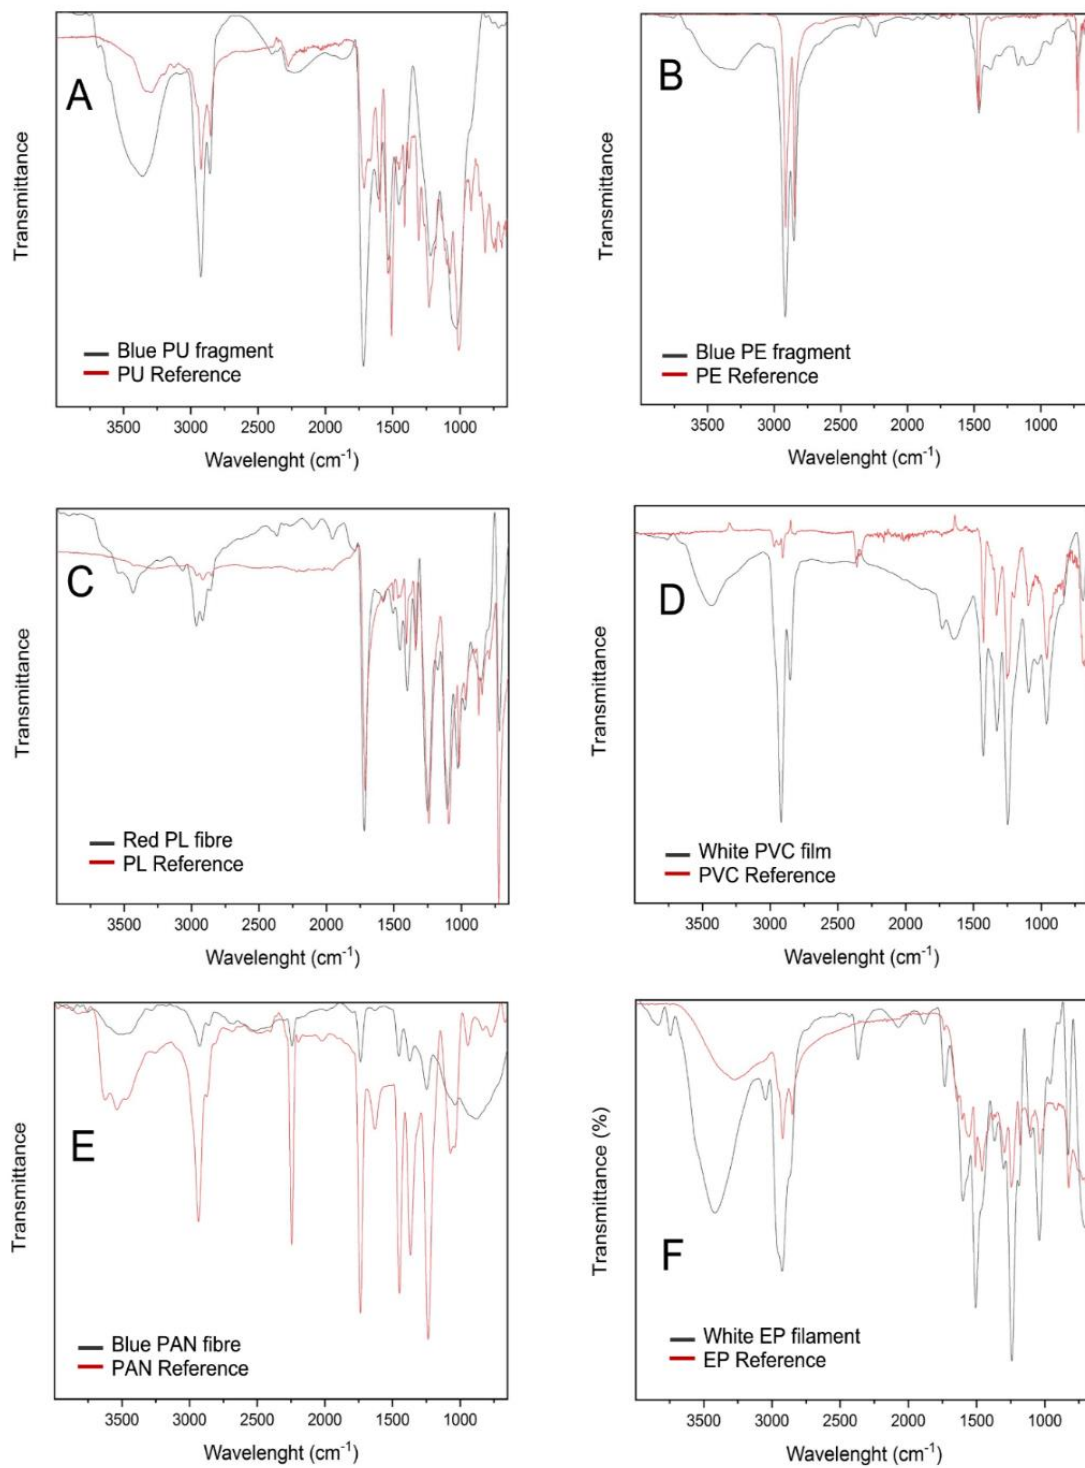 A
Transmittance
Blue PU fragment
PU Reference
3500 3000 2500 2000 1500 1000
Wavelenght (cm⁻¹)
B
Transmittance
Blue PE fragment
PE Reference
3500 3000 2500 2000 1500 1000
Wavelenght (cm⁻¹)
C
Transmittance
Red PL fibre
PL Reference
3500 3000 2500 2000 1500 1000
Wavelenght (cm⁻¹)
D
Transmittance
White PVC film
PVC Reference
3500 3000 2500 2000 1500 1000
Wavelenght (cm⁻¹)
E
Transmittance
Blue PAN fibre
PAN Reference
3500 3000 2500 2000 1500 1000
Wavelenght (cm⁻¹)
F
Transmittance (%)
White EP filament
EP Reference
3500 3000 2500 2000 1500 1000
Wavelenght (cm⁻¹)